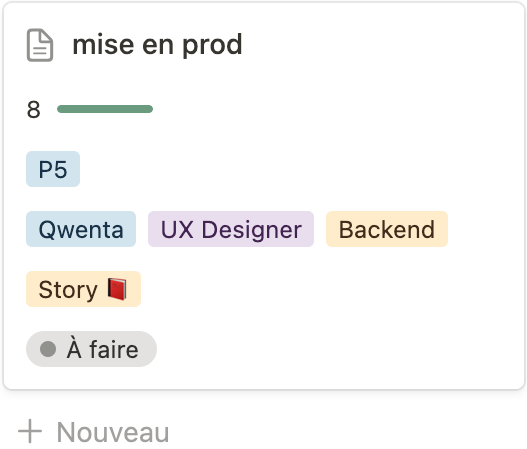 mise en prod
8
P5
Qwenta UX Designer Backend
Story 📕
À faire
+ Nouveau